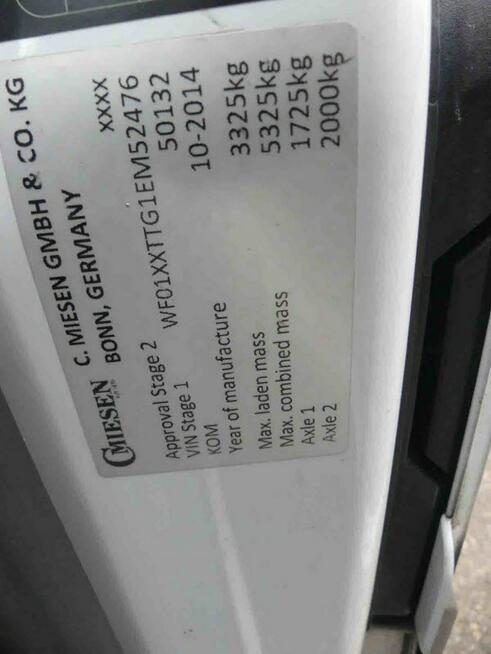 C. MIESEN GMBH & CO. KG
CMIESEN BONN, GERMANY
Approval Stage 2 XXXX
VIN Stage 1 WF01XXTTG1EM52476
KOM 50132
Year of manufacture 10-2014
Max. laden mass 3325kg
Max. combined mass 5325kg
Axle 1 1725kg
Axle 2 2000kg